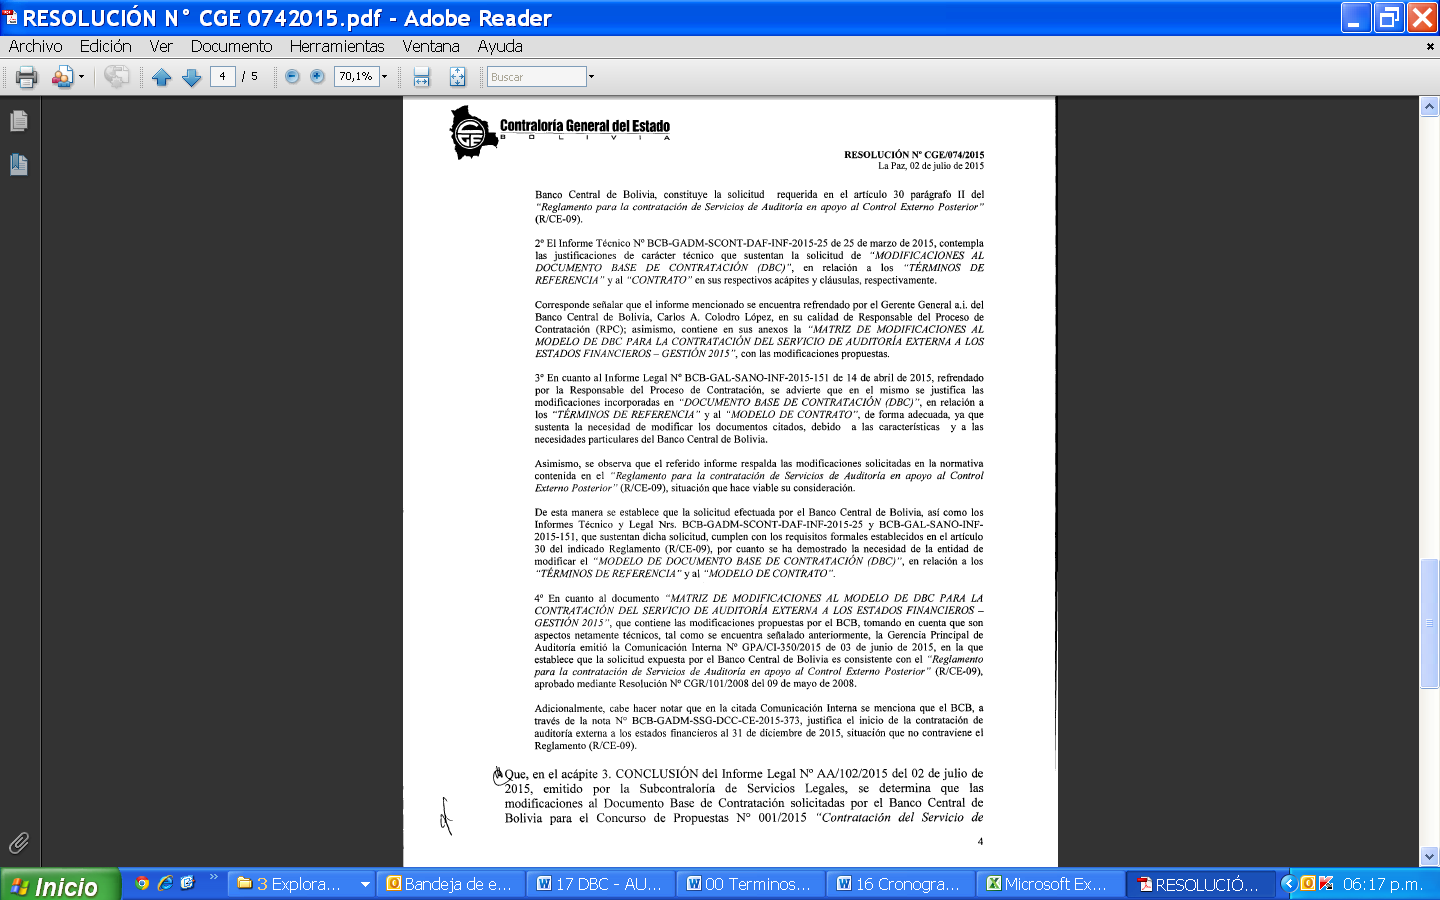 RESOLUCIÓN N° CGE 0742015.pdf - Adobe Reader
Archivo Edición Ver Documento Herramientas Ventana Ayuda
4 / 5 70,1% Buscar
Contraloría General del Estado
B O L I V I A
RESOLUCIÓN Nº CGE/074/2015
La Paz, 02 de julio de 2015
Banco Central de Bolivia, constituye la solicitud requerida en el artículo 30 parágrafo II del
“Reglamento para la contratación de Servicios de Auditoría en apoyo al Control Externo Posterior”
(R/CE-09).
2º El Informe Técnico Nº BCB-GADM-SCONT-DAF-INF-2015-25 de 25 de marzo de 2015, contempla
las justificaciones de carácter técnico que sustentan la solicitud de “MODIFICACIONES AL
DOCUMENTO BASE DE CONTRATACIÓN (DBC)”, en relación a los “TÉRMINOS DE
REFERENCIA” y al “CONTRATO” en sus respectivos acápites y cláusulas, respectivamente.
Corresponde señalar que el informe mencionado se encuentra refrendado por el Gerente General a.i. del
Banco Central de Bolivia, Carlos A. Colodro López, en su calidad de Responsable del Proceso de
Contratación (RPC); asimismo, contiene en sus anexos la “MATRIZ DE MODIFICACIONES AL
MODELO DE DBC PARA LA CONTRATACIÓN DEL SERVICIO DE AUDITORÍA EXTERNA A LOS
ESTADOS FINANCIEROS – GESTIÓN 2015”, con las modificaciones propuestas.
3º En cuanto al Informe Legal Nº BCB-GAL-SANO-INF-2015-151 de 14 de abril de 2015, refrendado
por la Responsable del Proceso de Contratación, se advierte que en el mismo se justifica las
modificaciones incorporadas en “DOCUMENTO BASE DE CONTRATACIÓN (DBC)”, en relación a
los “TÉRMINOS DE REFERENCIA” y al “MODELO DE CONTRATO”, de forma adecuada, ya que
sustenta la necesidad de modificar los documentos citados, debido a las características y a las
necesidades particulares del Banco Central de Bolivia.
Asimismo, se observa que el referido informe respalda las modificaciones solicitadas en la normativa
contenida en el “Reglamento para la contratación de Servicios de Auditoría en apoyo al Control
Externo Posterior” (R/CE-09), situación que hace viable su consideración.
De esta manera se establece que la solicitud efectuada por el Banco Central de Bolivia, así como los
Informes Técnico y Legal Nrs. BCB-GADM-SCONT-DAF-INF-2015-25 y BCB-GAL-SANO-INF-
2015-151, que sustentan dicha solicitud, cumplen con los requisitos formales establecidos en el artículo
30 del indicado Reglamento (R/CE-09), por cuanto se ha demostrado la necesidad de la entidad de
modificar el “MODELO DE DOCUMENTO BASE DE CONTRATACIÓN (DBC)”, en relación a los
“TÉRMINOS DE REFERENCIA” y al “MODELO DE CONTRATO”.
4º En cuanto al documento “MATRIZ DE MODIFICACIONES AL MODELO DE DBC PARA LA
CONTRATACIÓN DEL SERVICIO DE AUDITORÍA EXTERNA A LOS ESTADOS FINANCIEROS –
GESTIÓN 2015”, que contiene las modificaciones propuestas por el BCB, tomando en cuenta que son
aspectos netamente técnicos, tal como se encuentra señalado anteriormente, la Gerencia Principal de
Auditoría emitió la Comunicación Interna Nº GPA/CI-350/2015 de 03 de junio de 2015, en la que
establece que la solicitud expuesta por el Banco Central de Bolivia es consistente con el “Reglamento
para la contratación de Servicios de Auditoría en apoyo al Control Externo Posterior” (R/CE-09),
aprobado mediante Resolución Nº CGR/101/2008 del 09 de mayo de 2008.
Adicionalmente, cabe hacer notar que en la citada Comunicación Interna se menciona que el BCB, a
través de la nota Nº BCB-GADM-SSG-DCC-CE-2015-373, justifica el inicio de la contratación de
auditoría externa a los estados financieros al 31 de diciembre de 2015, situación que no contraviene el
Reglamento (R/CE-09).
Que, en el acápite 3. CONCLUSIÓN del Informe Legal Nº AA/102/2015 del 02 de julio de
2015, emitido por la Subcontraloría de Servicios Legales, se determina que las
modificaciones al Documento Base de Contratación solicitadas por el Banco Central de
Bolivia para el Concurso de Propuestas Nº 001/2015 “Contratación del Servicio de
4
Inicio 3 Explora... Bandeja de e... 17 DBC - AU... 00 Terminos... 16 Cronogra... Microsoft Ex... RESOLUCIÓ... 06:17 p.m.